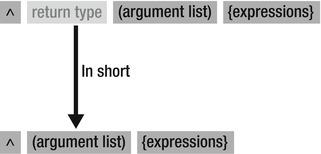 ^ return type (argument list) {expressions}
In short
^ (argument list) {expressions}